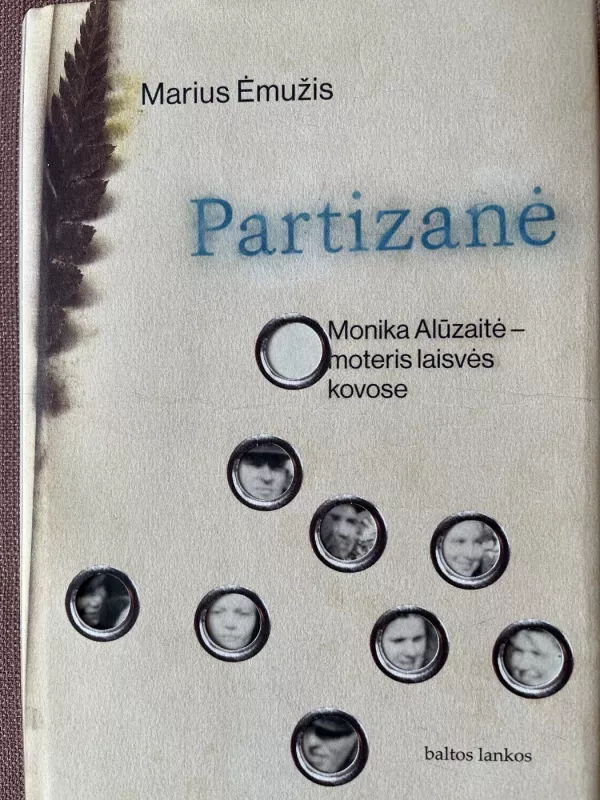 Marius Ėmužis
Partizanė
Monika Alūzaitė –
moteris laisvės
kovose
baltos lankos